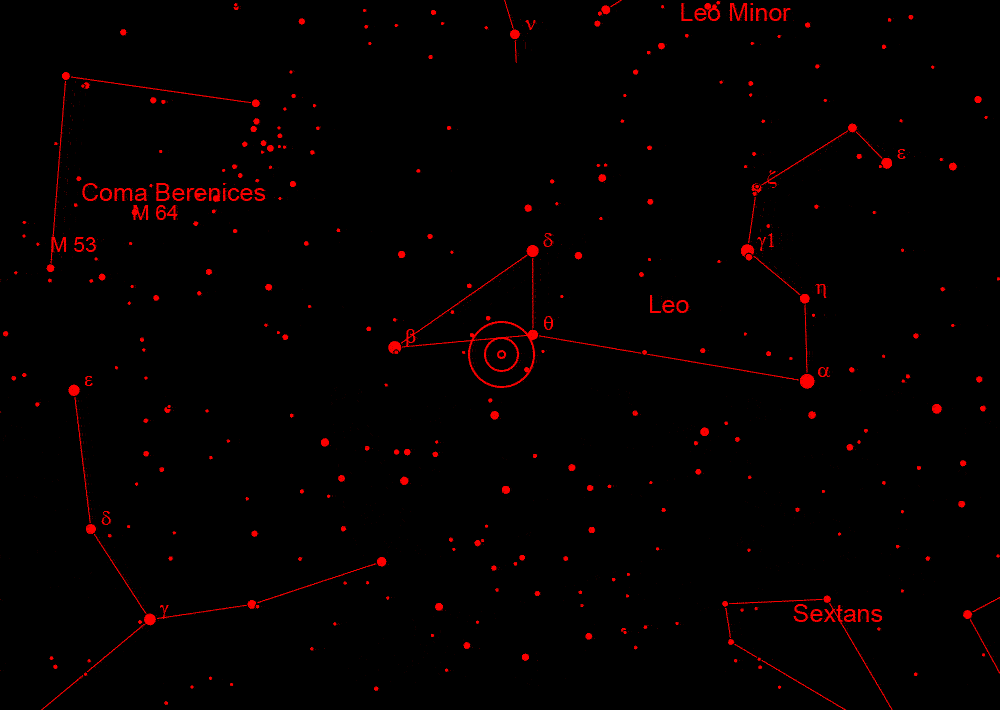 Leo Minor
ν
ε
ζ
Coma Berenices
M 64
M 53
δ
γ1
η
Leo
θ
β
α
ε
δ
γ
Sextans